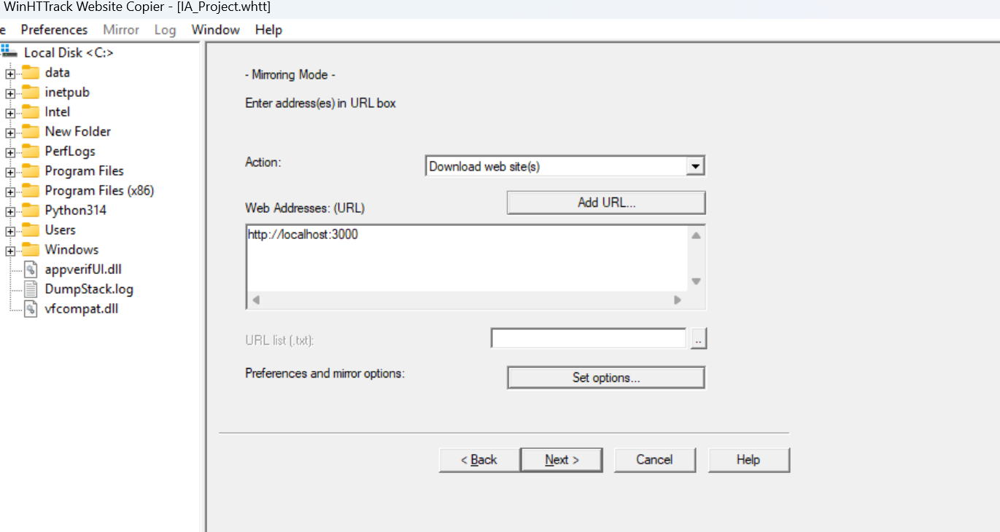 WinHTTrack Website Copier - [IA_Project.whtt]
e Preferences Mirror Log Window Help
Local Disk <C:>
data
inetpub
Intel
New Folder
PerfLogs
Program Files
Program Files (x86)
Python314
Users
Windows
appverifUI.dll
DumpStack.log
vfcompat.dll
- Mirroring Mode -
Enter address(es) in URL box
Action:
Download web site(s)
Web Addresses: (URL)
Add URL...
http://localhost:3000
URL list (.txt):
..
Preferences and mirror options:
Set options...
< Back
Next >
Cancel
Help